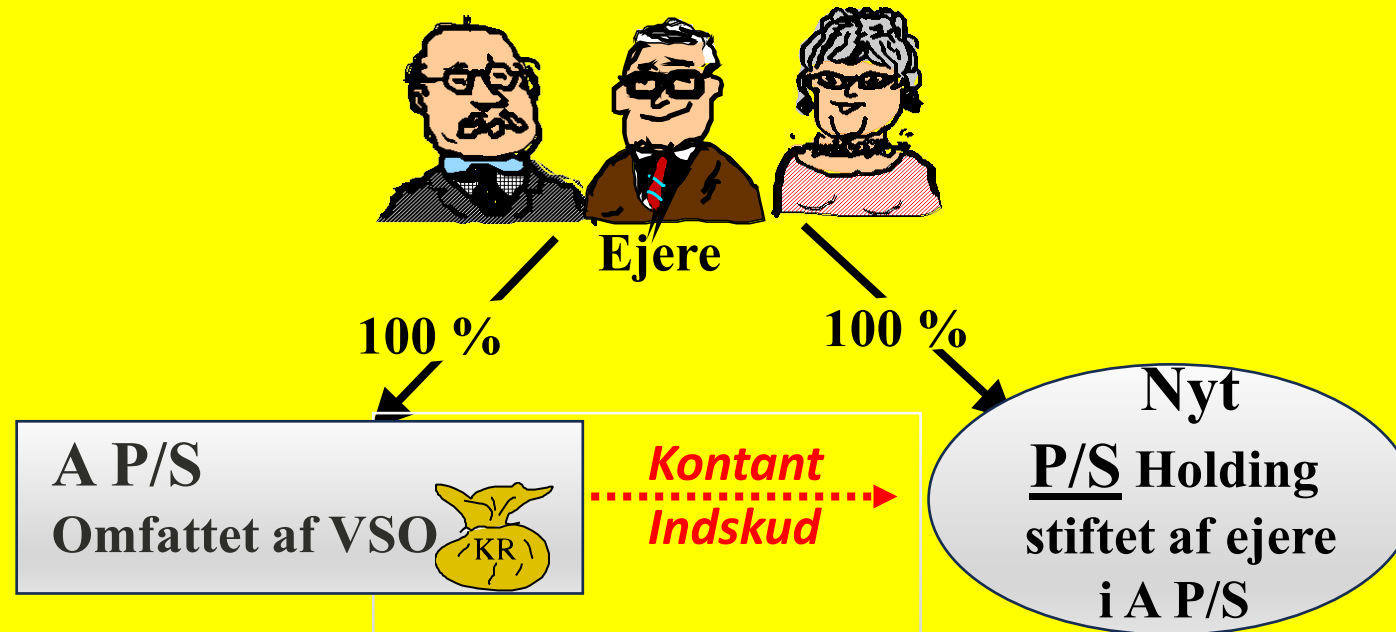 Ejere
100 %
100 %
A P/S
Omfattet af VSO
KR
Kontant
Indskud
Nyt
P/S Holding
stiftet af ejere
i A P/S